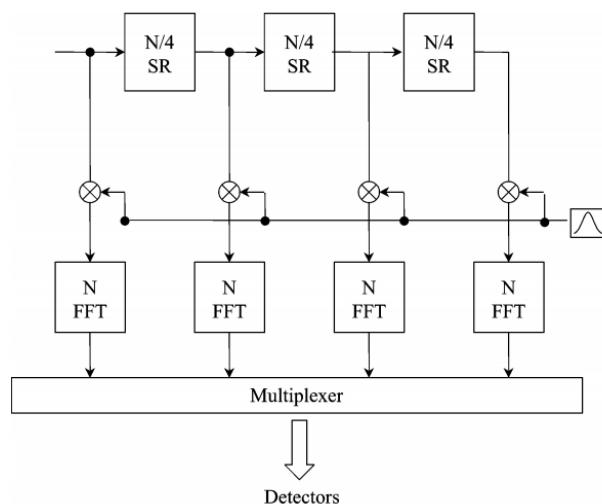 N/4
SR
N/4
SR
N/4
SR
N
FFT
N
FFT
N
FFT
N
FFT
Multiplexer
Detectors